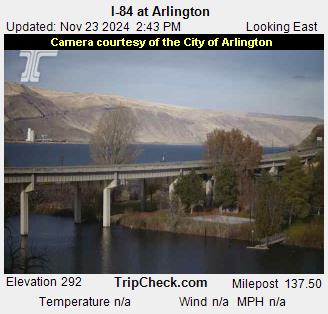 I-84 at Arlington
Updated: Nov 23 2024 2:43 PM Looking East
Camera courtesy of the City of Arlington
Elevation 292 TripCheck.com Milepost 137.50
Temperature n/a Wind n/a MPH n/a